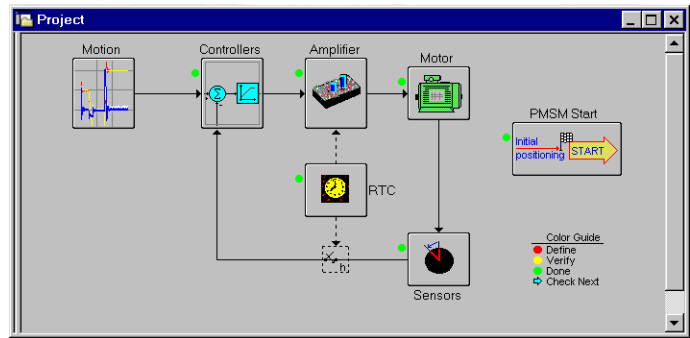 Project
Motion
Controllers
Amplifier
Motor
PMSM Start
Initial
positioning
START
RTC
h
Sensors
Color Guide
Define
Verify
Done
Check Next